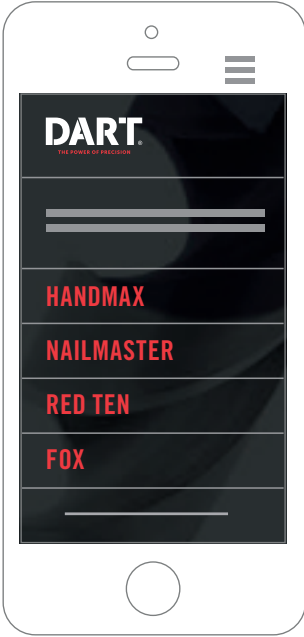 DART®
THE POWER OF PRECISION
HANDMAX
NAILMASTER
RED TEN
FOX